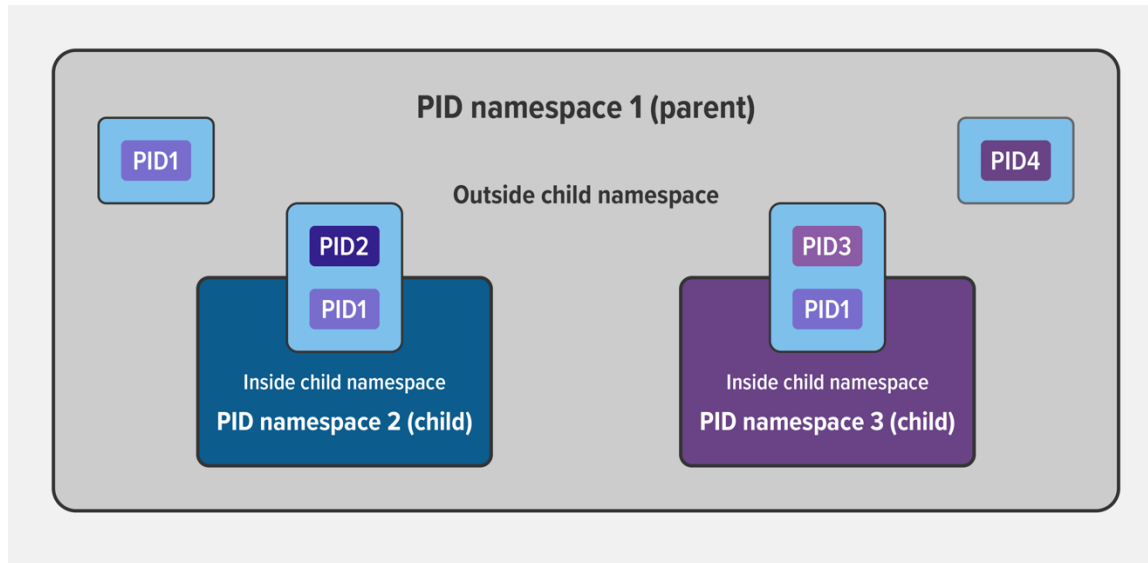 PID namespace 1 (parent)
PID1
PID4
Outside child namespace
PID2
PID3
PID1
PID1
Inside child namespace
Inside child namespace
PID namespace 2 (child)
PID namespace 3 (child)